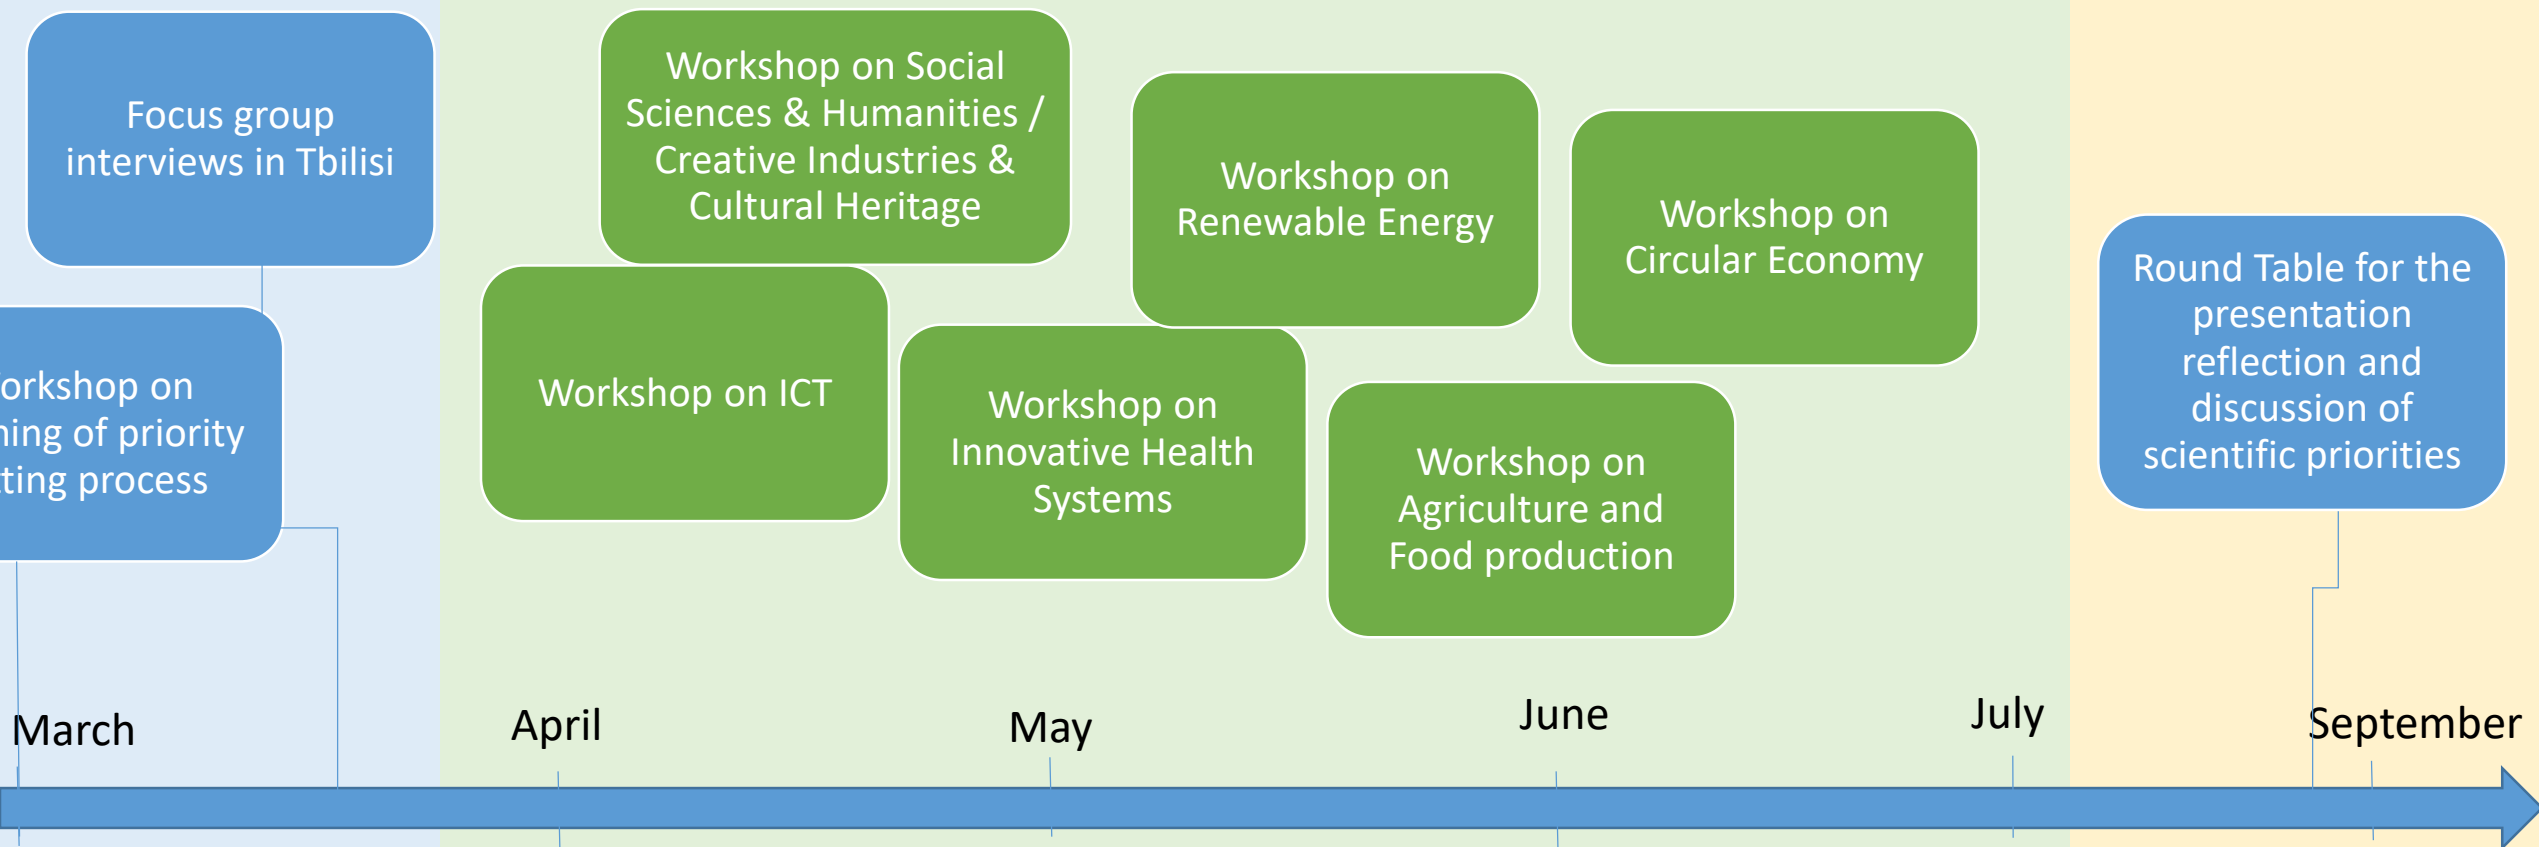 Focus group
interviews in Tbilisi
orkshop on
ning of priority
ting process
Workshop on Social
Sciences & Humanities /
Creative Industries &
Cultural Heritage
Workshop on ICT
Workshop on
Innovative Health
Systems
Workshop on
Renewable Energy
Workshop on
Agriculture and
Food production
Workshop on
Circular Economy
Round Table for the
presentation
reflection and
discussion of
scientific priorities
March
April
May
June
July
September